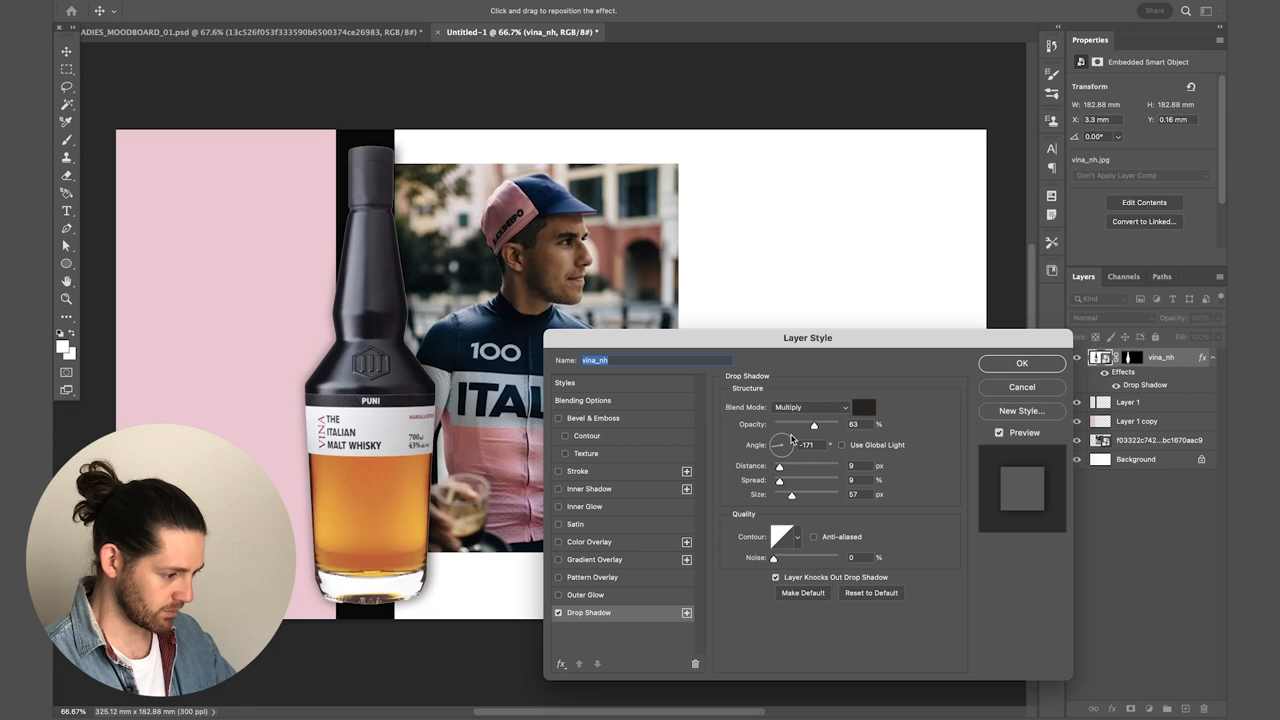 Click and drag to reposition the effect.
Share
ADIES_MOODBOARD_01.psd @ 67.6% (13c526f053f333590b6500374ce26983, RGB/8#) *
Untitled-1 @ 66.7% (vina_nh, RGB/8#) *
Properties
Embedded Smart Object
Transform
W: 182.88 mm
H: 182.88 mm
X: 3.3 mm
Y: 0.16 mm
0.00°
vina_nh.jpg
Don't Apply Layer Comp
Edit Contents
Convert to Linked...
Layers
Channels
Paths
Kind
Normal
Opacity: 100%
Fill: 100%
vina_nh
fx
Effects
Drop Shadow
Layer 1
Layer 1 copy
f03322c742...bc1670aac9
Background
100
ITAL
PUNI
VINA
THE
ITALIAN
MALT WHISKY
700ml
43% alc/vol
Layer Style
Name: vina_nh
Styles
Blending Options
Bevel & Emboss
Contour
Texture
Stroke
Inner Shadow
Inner Glow
Satin
Color Overlay
Gradient Overlay
Pattern Overlay
Outer Glow
Drop Shadow
fx
Drop Shadow
Structure
Blend Mode: Multiply
Opacity: 63 %
Angle: -171 °
Use Global Light
Distance: 9 px
Spread: 9 %
Size: 57 px
Quality
Contour:
Anti-aliased
Noise: 0 %
Layer Knocks Out Drop Shadow
Make Default
Reset to Default
OK
Cancel
New Style...
Preview
66.67%
325.12 mm x 182.88 mm (300 ppi)